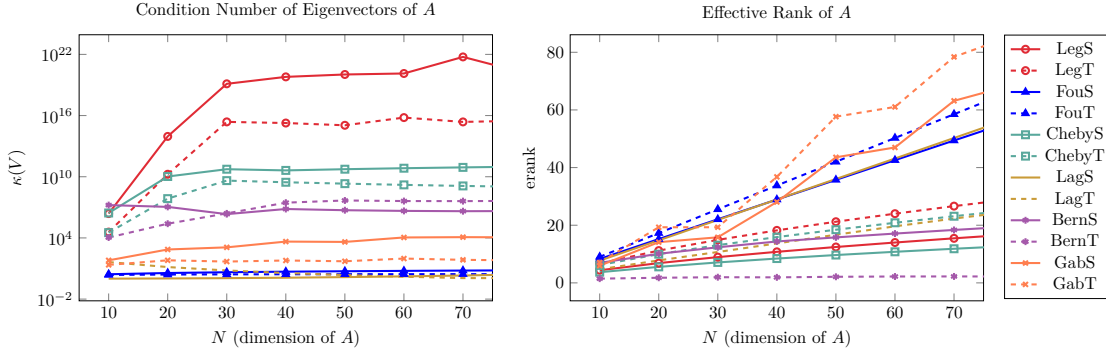 Condition Number of Eigenvectors of A
κ(V)
10^22
10^16
10^10
10^4
10^−2
10 20 30 40 50 60 70
N (dimension of A)
Effective Rank of A
erank
80
60
40
20
0
10 20 30 40 50 60 70
N (dimension of A)
LegS
LegT
FouS
FouT
ChebyS
ChebyT
LagS
LagT
BernS
BernT
GabS
GabT